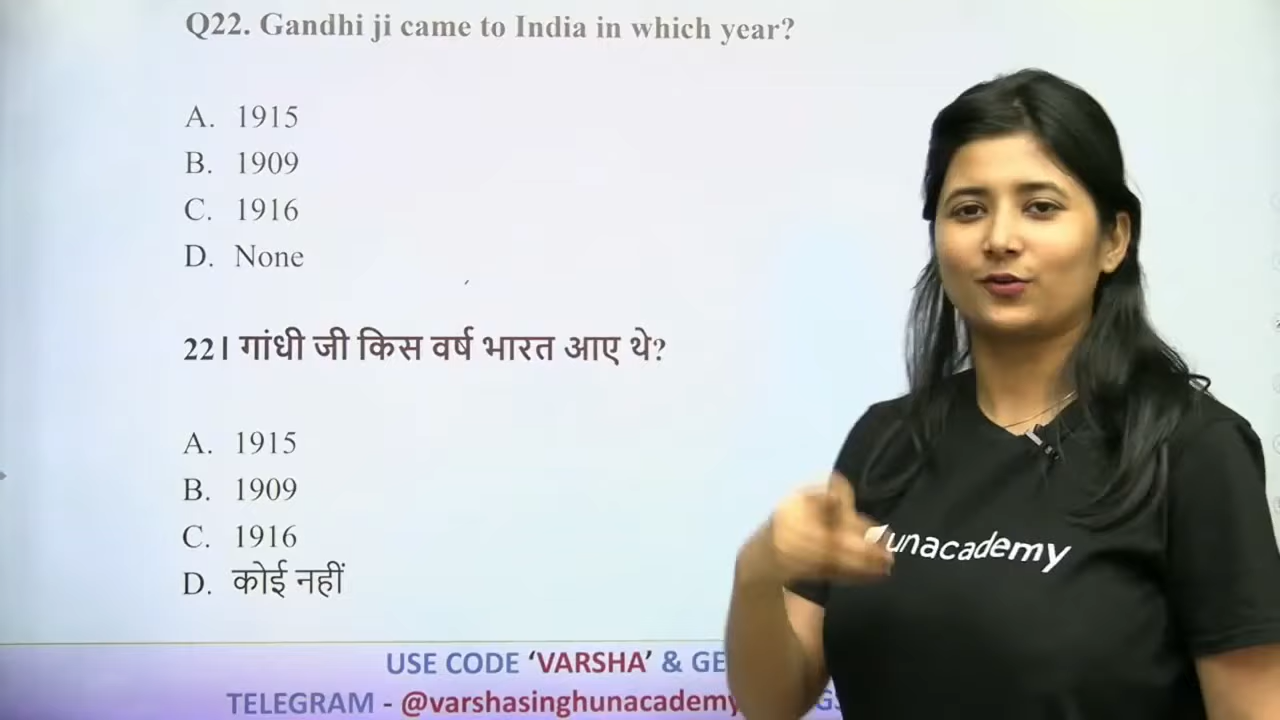 Q22. Gandhi ji came to India in which year?
A. 1915
B. 1909
C. 1916
D. None
22। गांधी जी किस वर्ष भारत आए थे?
A. 1915
B. 1909
C. 1916
D. कोई नहीं
unacademy
USE CODE ‘VARSHA’ & GE
TELEGRAM - @varshasinghunacademy